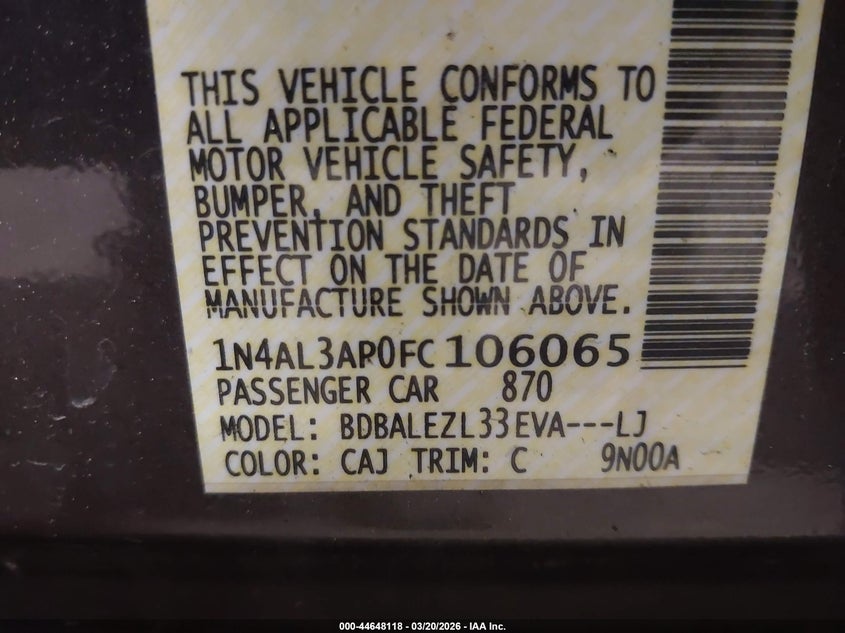 THIS VEHICLE CONFORMS TO
ALL APPLICABLE FEDERAL
MOTOR VEHICLE SAFETY,
BUMPER, AND THEFT
PREVENTION STANDARDS IN
EFFECT ON THE DATE OF
MANUFACTURE SHOWN ABOVE.
1N4AL3AP0FC106065
PASSENGER CAR 870
MODEL: BDBALEZL33EVA---LJ
COLOR: CAJ TRIM: C 9N00A
000-44648118 - 03/20/2026 - IAA Inc.